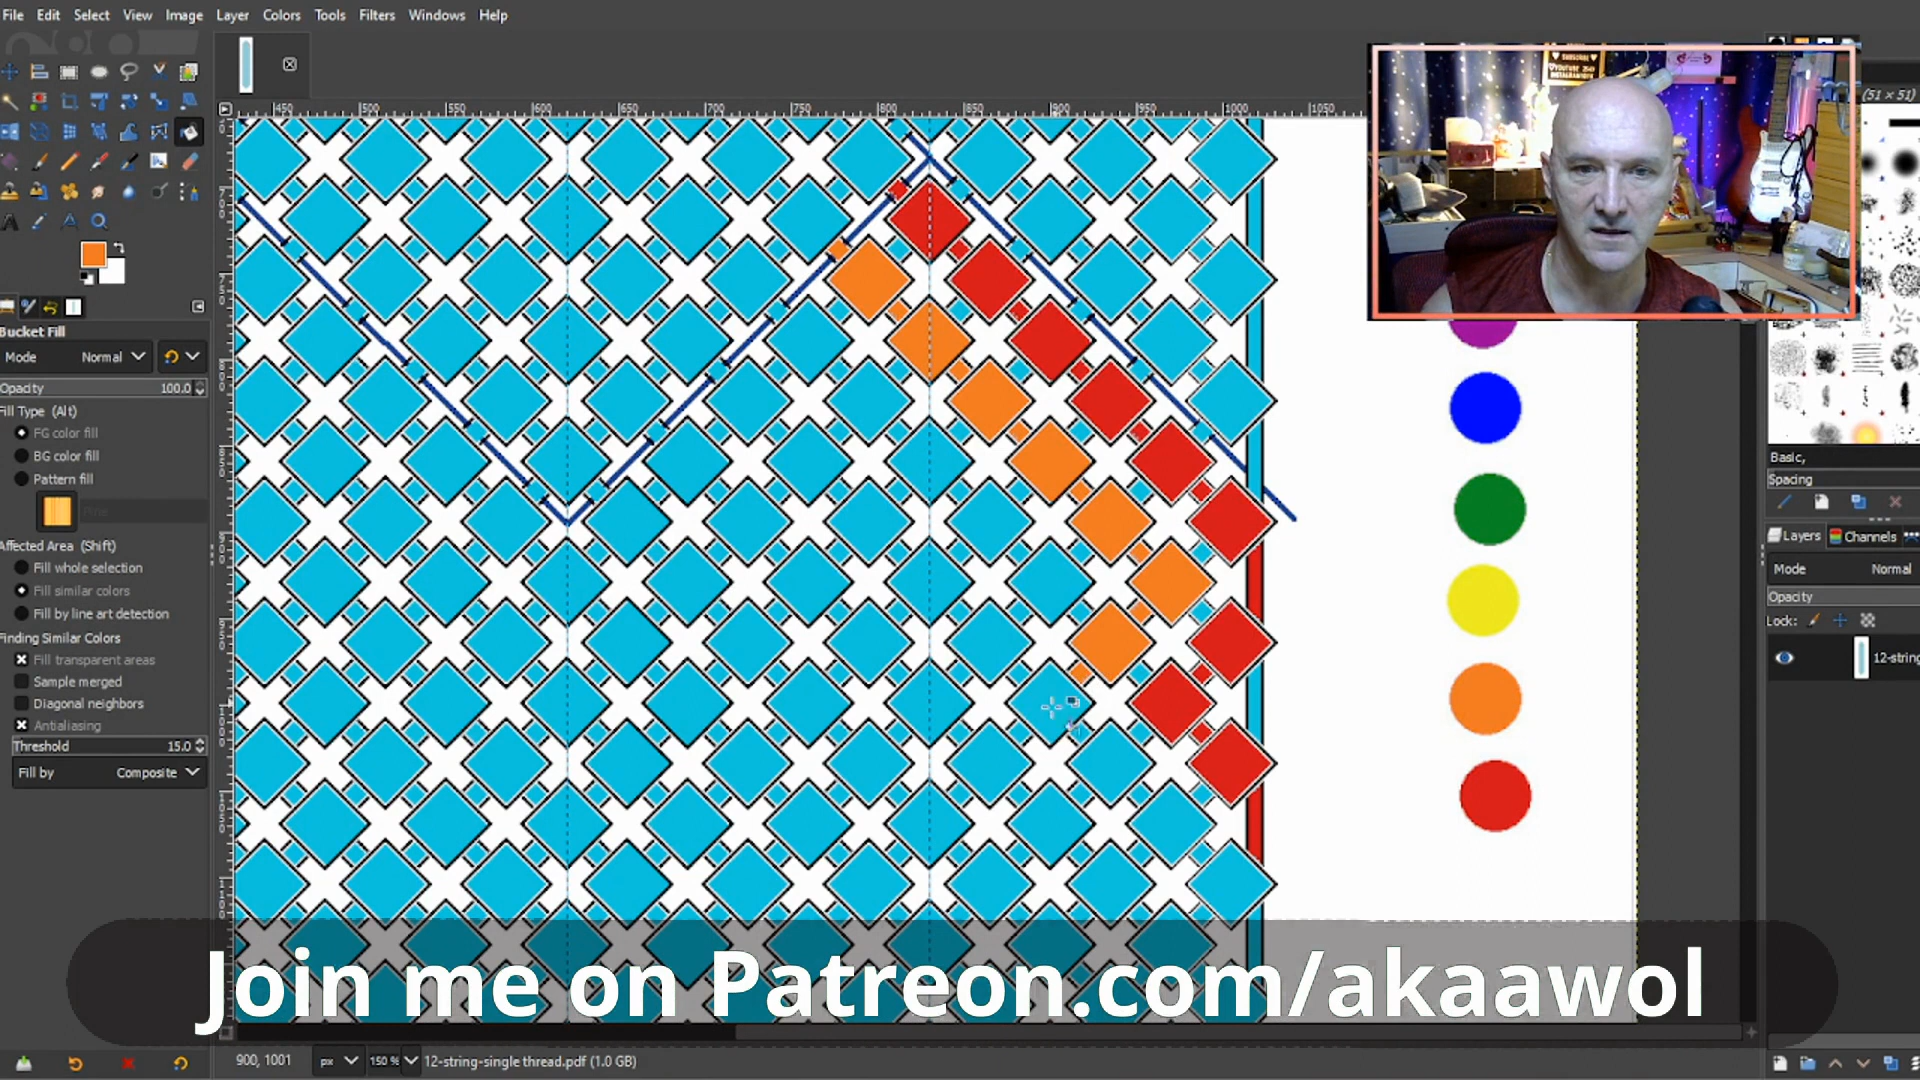 File Edit Select View Image Layer Colors Tools Filters Windows Help
SUBSCRIBE
450 500 550 600 650 700 750 800 850 900 950 1000 1050
(51 × 51)
Bucket Fill
Mode Normal
Opacity 100.0
Fill Type (Alt)
FG color fill
BG color fill
Pattern fill
Pine
Affected Area (Shift)
Fill whole selection
Fill similar colors
Fill by line art detection
Finding Similar Colors
Fill transparent areas
Sample merged
Diagonal neighbors
Antialiasing
Threshold 15.0
Fill by Composite
Basic,
Spacing
Layers Channels
Mode Normal
Opacity
Lock:
12-string
Join me on Patreon.com/akaawol
900, 1001 px 150 % 12-string-single thread.pdf (1.0 GB)